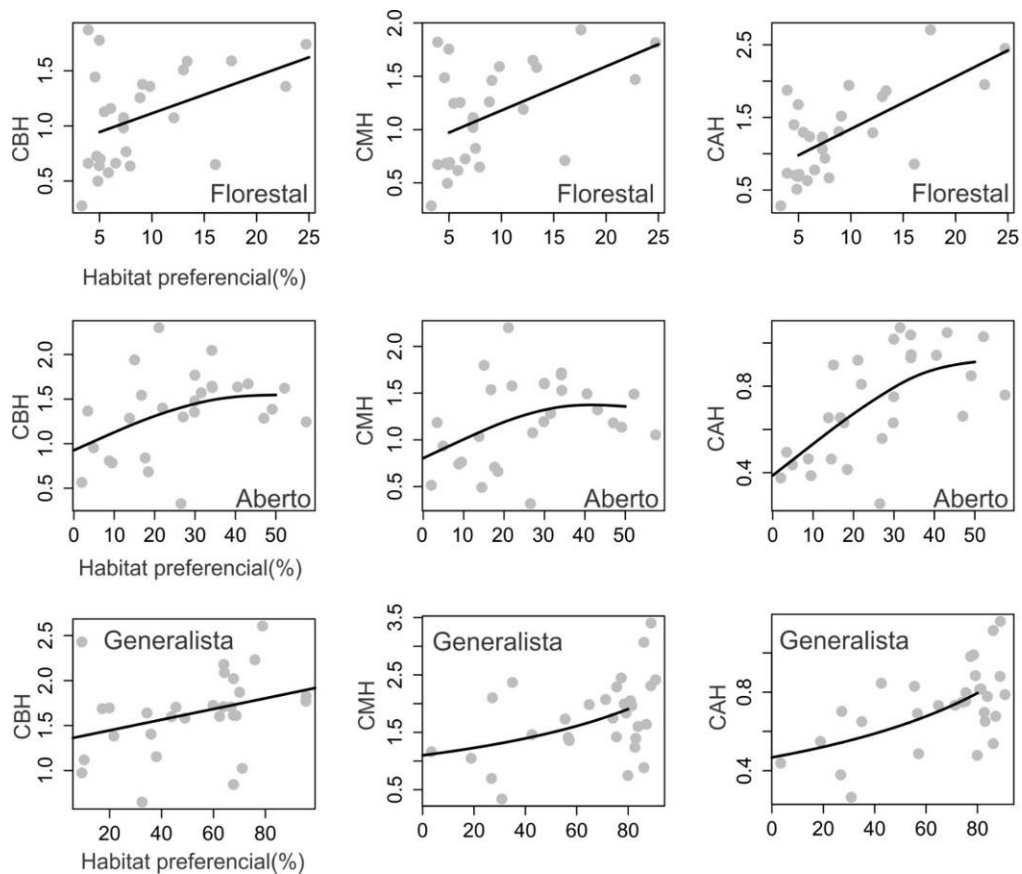 CBH
0.5 1.0 1.5
Florestal
5 10 15 20 25
Habitat preferencial(%)
CMH
0.5 1.0 1.5 2.0
Florestal
5 10 15 20 25
CAH
0.5 1.5 2.5
Florestal
5 10 15 20 25
CBH
0.5 1.0 1.5 2.0
Aberto
0 10 20 30 40 50
Habitat preferencial(%)
CMH
0.5 1.0 1.5 2.0
Aberto
0 10 20 30 40 50
CAH
0.4 0.8
Aberto
0 10 20 30 40 50
CBH
1.0 1.5 2.0 2.5
Generalista
20 40 60 80
Habitat preferencial(%)
CMH
0.5 1.5 2.5 3.5
Generalista
0 20 40 60 80
CAH
0.4 0.8
Generalista
0 20 40 60 80